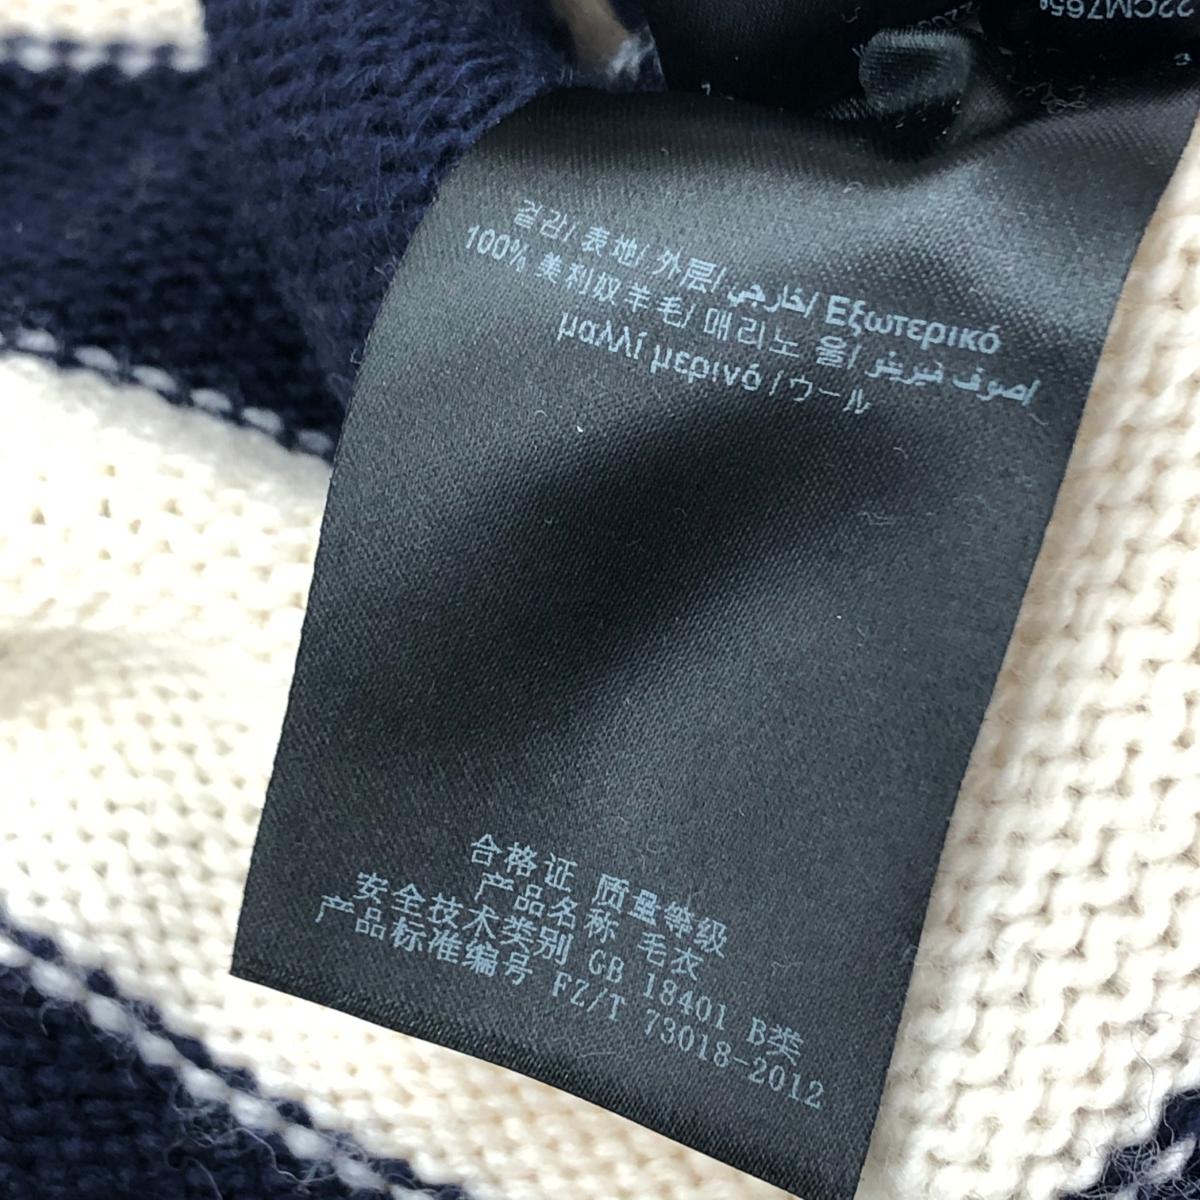 겉감/ 表地/ 外层/ خارجي/ Εξωτερικό
100% 美利奴羊毛/ 메리노 울/ صوف ميرينو/
μαλλί μερινό / ウール
合格证 质量等级
产品名称 毛衣
安全技术类别 GB 18401 B类
产品标准编号 FZ/T 73018-2012